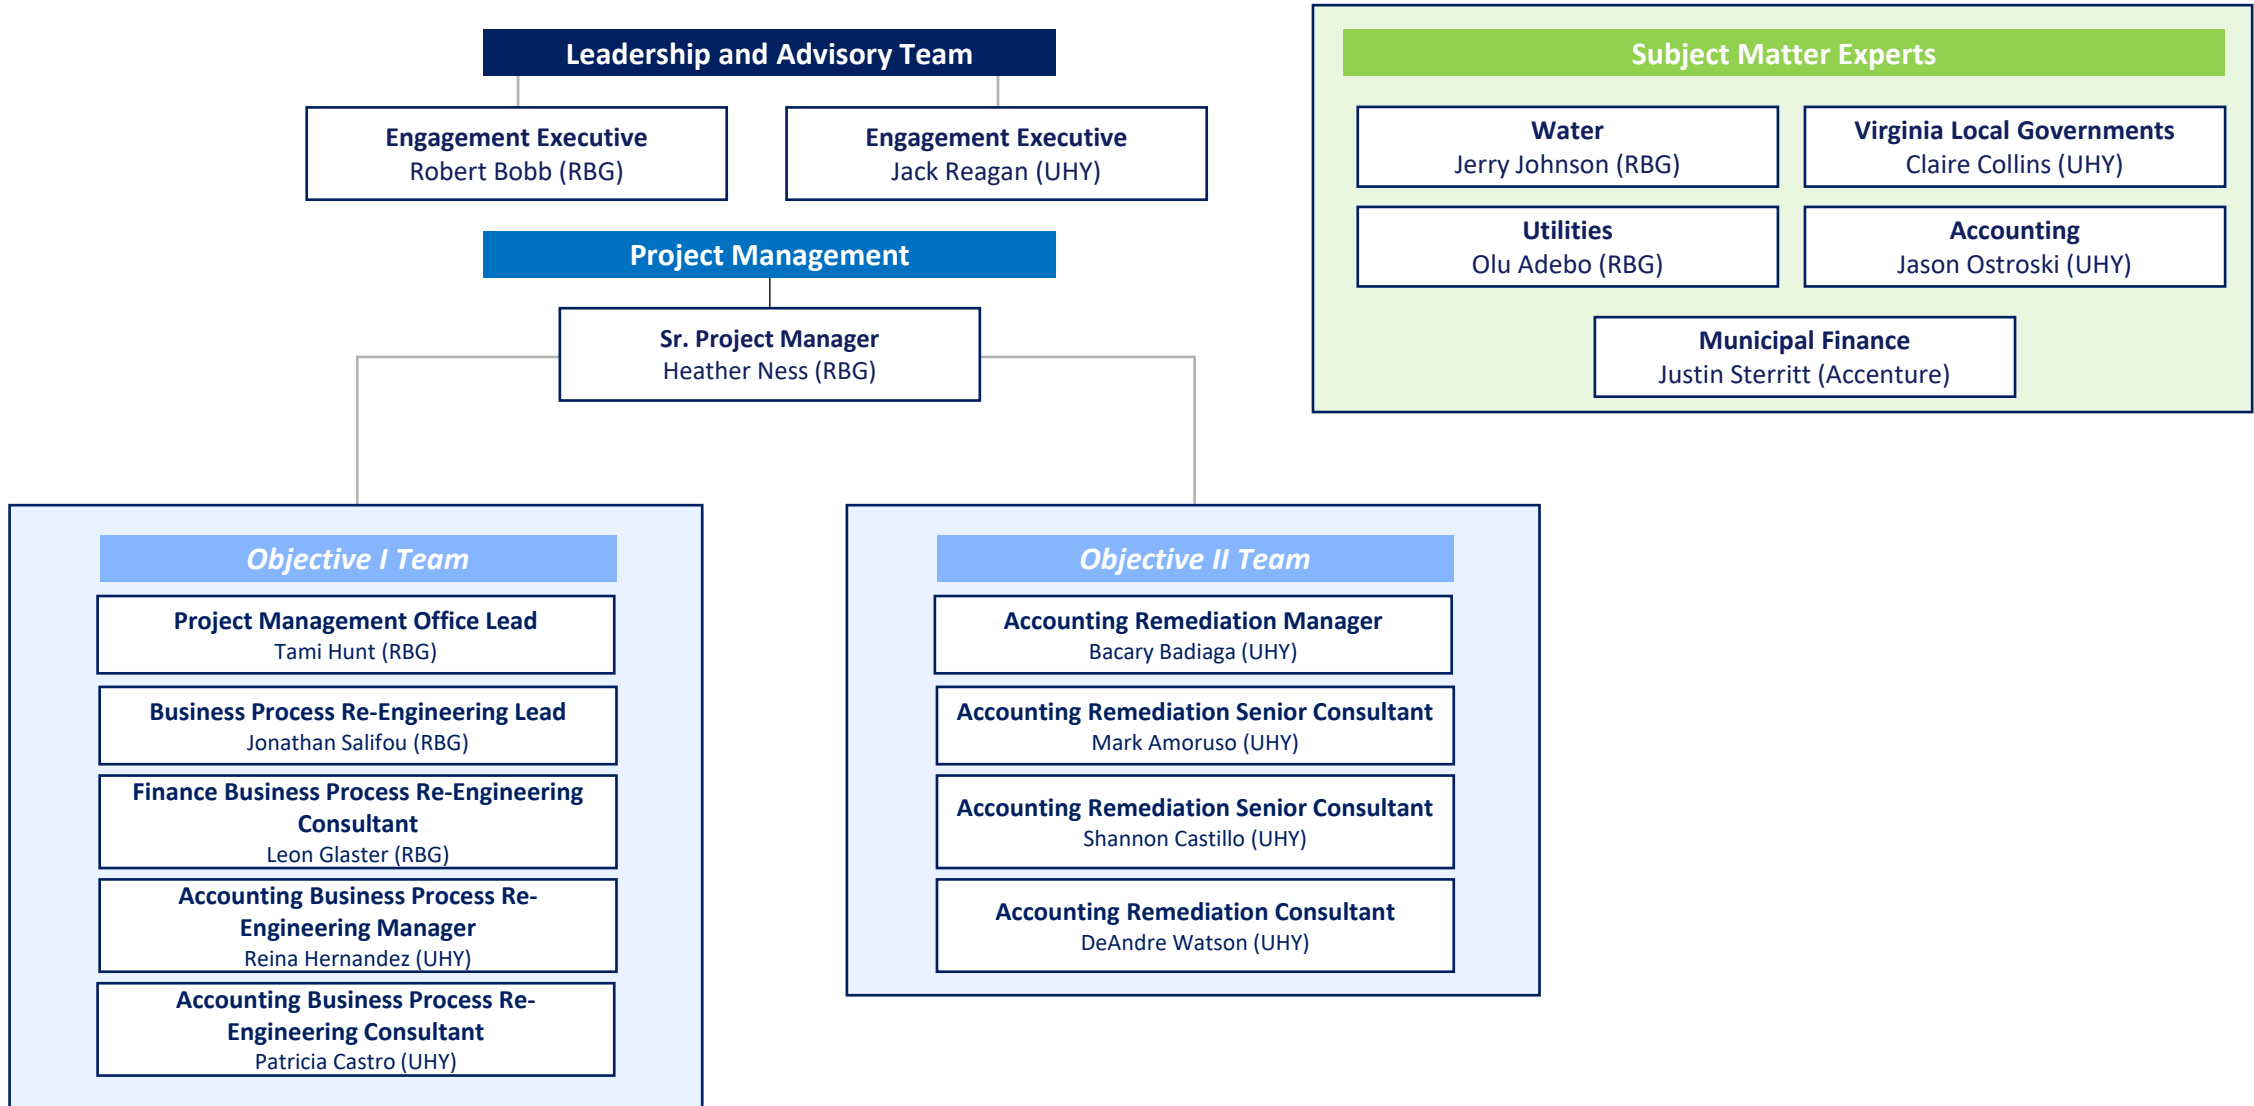 Leadership and Advisory Team
Engagement Executive
Robert Bobb (RBG)
Engagement Executive
Jack Reagan (UHY)
Project Management
Sr. Project Manager
Heather Ness (RBG)
Subject Matter Experts
Water
Jerry Johnson (RBG)
Virginia Local Governments
Claire Collins (UHY)
Utilities
Olu Adebo (RBG)
Accounting
Jason Ostroski (UHY)
Municipal Finance
Justin Sterritt (Accenture)
Objective I Team
Project Management Office Lead
Tami Hunt (RBG)
Business Process Re-Engineering Lead
Jonathan Salifou (RBG)
Finance Business Process Re-Engineering
Consultant
Leon Glaster (RBG)
Accounting Business Process Re-
Engineering Manager
Reina Hernandez (UHY)
Accounting Business Process Re-
Engineering Consultant
Patricia Castro (UHY)
Objective II Team
Accounting Remediation Manager
Bacary Badiaga (UHY)
Accounting Remediation Senior Consultant
Mark Amoruso (UHY)
Accounting Remediation Senior Consultant
Shannon Castillo (UHY)
Accounting Remediation Consultant
DeAndre Watson (UHY)